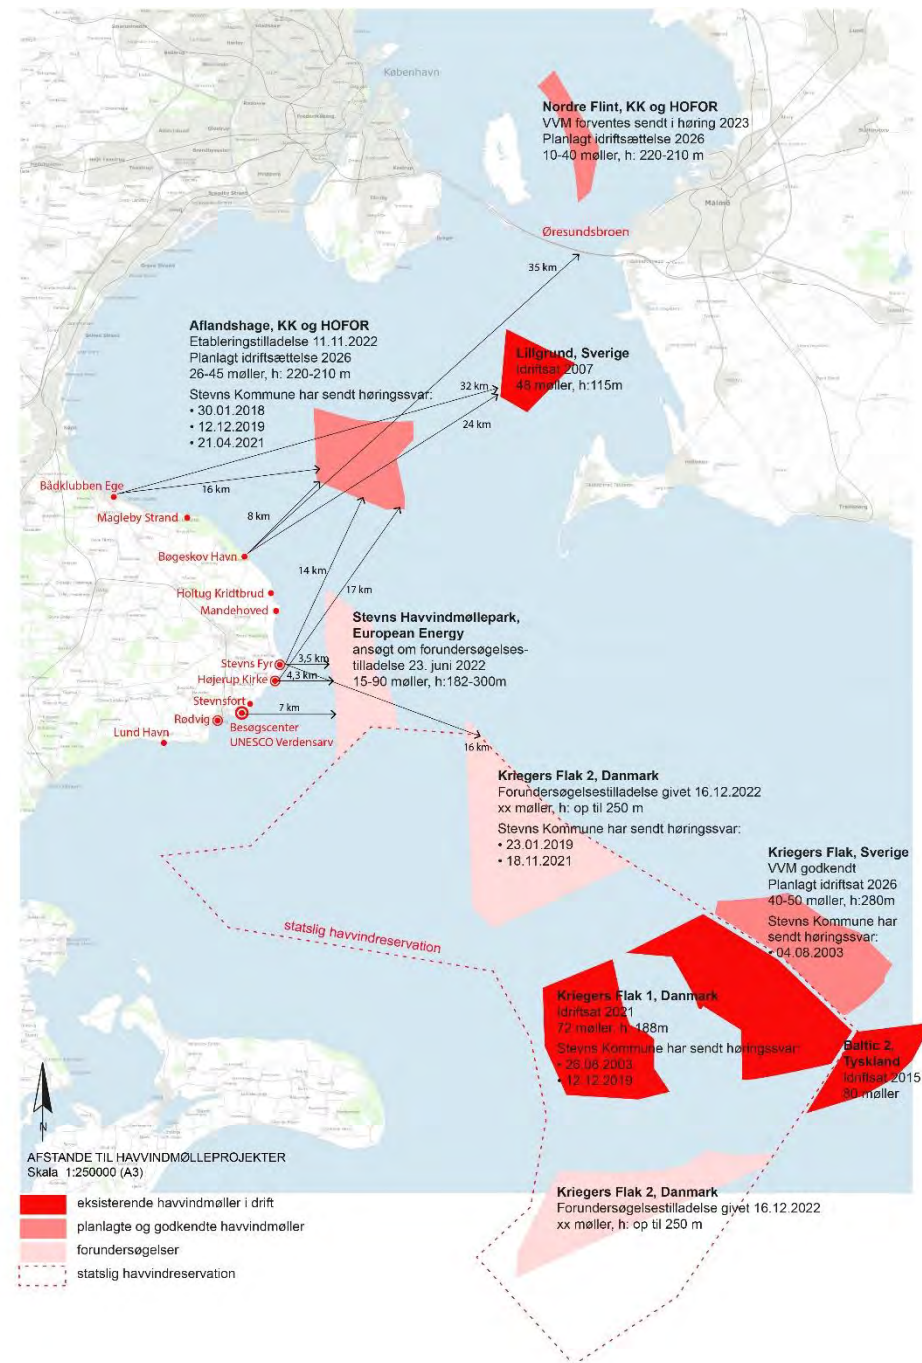 København
Nordre Flint, KK og HOFOR
VVM forventes sendt i høring 2023
Planlagt idriftsættelse 2026
10-40 møller, h: 220-210 m
Malmö
Øresundsbroen
35 km
Aflandshage, KK og HOFOR
Etableringstilladelse 11.11.2022
Planlagt idriftsættelse 2026
26-45 møller, h: 220-210 m
Stevns Kommune har sendt høringssvar:
• 30.01.2018
• 12.12.2019
• 21.04.2021
Lillgrund, Sverige
Idriftsat 2007
48 møller, h:115m
32 km
24 km
Bådklubben Ege
16 km
Magleby Strand
8 km
Bøgeskov Havn
14 km
17 km
Holtug Kridtbrud
Mandehoved
Stevns Havvindmøllepark,
European Energy
ansøgt om forundersøgelses-
tilladelse 23. juni 2022
15-90 møller, h:182-300m
Stevns Fyr
3,5 km
Højerup Kirke
4,3 km
Stevnsfort
7 km
Rødvig
Besøgscenter
UNESCO Verdensarv
Lund Havn
16 km
Kriegers Flak 2, Danmark
Forundersøgelsestilladelse givet 16.12.2022
xx møller, h: op til 250 m
Stevns Kommune har sendt høringssvar:
• 23.01.2019
• 18.11.2021
Kriegers Flak, Sverige
VVM godkendt
Planlagt idriftsat 2026
40-50 møller, h:280m
Stevns Kommune har
sendt høringssvar:
• 04.08.2003
statslig havvindreservation
Kriegers Flak 1, Danmark
Idriftsat 2021
72 møller, h: 188m
Stevns Kommune har sendt høringssvar:
• 26.08.2003
• 12.12.2019
Baltic 2,
Tyskland
Idriftsat 2015
80 møller
N
AFSTANDE TIL HAVVINDMØLLEPROJEKTER
Skala 1:250000 (A3)
eksisterende havvindmøller i drift
planlagte og godkendte havvindmøller
forundersøgelser
statslig havvindreservation
Kriegers Flak 2, Danmark
Forundersøgelsestilladelse givet 16.12.2022
xx møller, h: op til 250 m